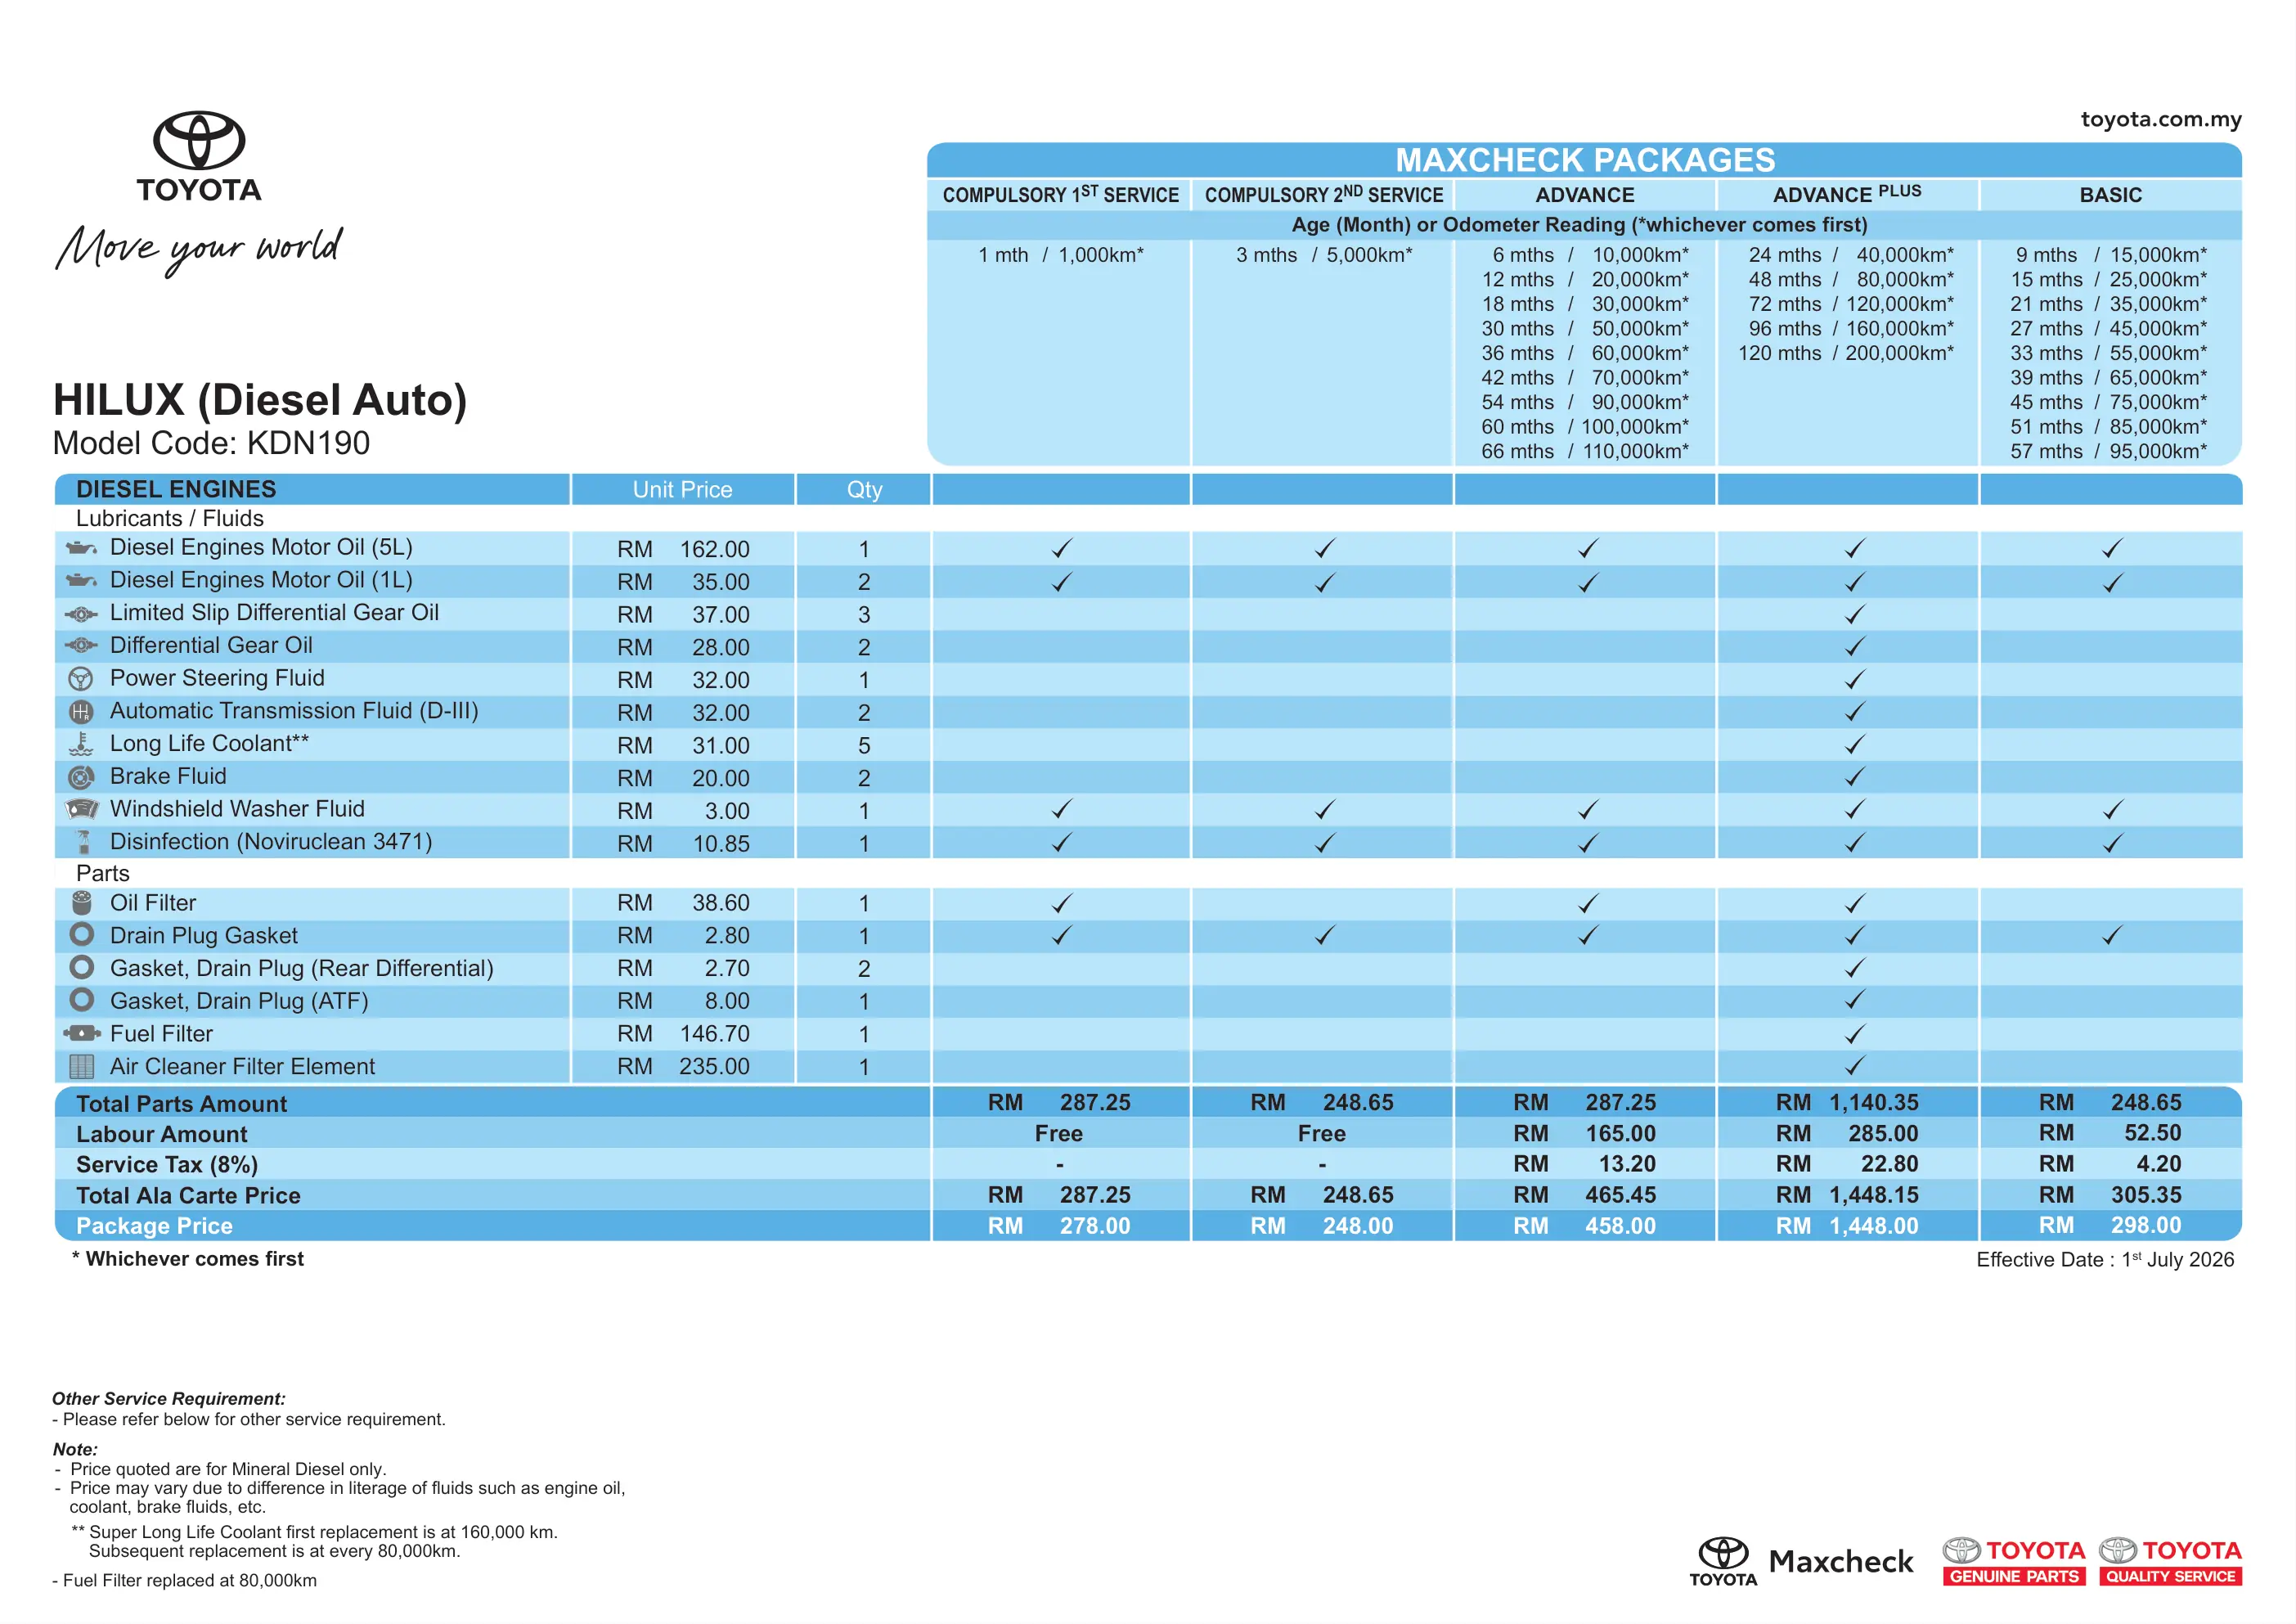 toyota.com.my
TOYOTA
Move your world
HILUX (Diesel Auto)
Model Code: KDN190
MAXCHECK PACKAGES
COMPULSORY 1ST SERVICE COMPULSORY 2ND SERVICE ADVANCE ADVANCE PLUS BASIC
Age (Month) or Odometer Reading (*whichever comes first)
1 mth / 1,000km* 3 mths / 5,000km* 6 mths / 10,000km* 24 mths / 40,000km* 9 mths / 15,000km*
12 mths / 20,000km* 48 mths / 80,000km* 15 mths / 25,000km*
18 mths / 30,000km* 72 mths / 120,000km* 21 mths / 35,000km*
30 mths / 50,000km* 96 mths / 160,000km* 27 mths / 45,000km*
36 mths / 60,000km* 120 mths / 200,000km* 33 mths / 55,000km*
42 mths / 70,000km* 39 mths / 65,000km*
54 mths / 90,000km* 45 mths / 75,000km*
60 mths / 100,000km* 51 mths / 85,000km*
66 mths / 110,000km* 57 mths / 95,000km*
DIESEL ENGINES Unit Price Qty
Lubricants / Fluids
Diesel Engines Motor Oil (5L) RM 162.00 1 ✓ ✓ ✓ ✓ ✓
Diesel Engines Motor Oil (1L) RM 35.00 2 ✓ ✓ ✓ ✓ ✓
Limited Slip Differential Gear Oil RM 37.00 3 ✓
Differential Gear Oil RM 28.00 2 ✓
Power Steering Fluid RM 32.00 1 ✓
Automatic Transmission Fluid (D-III) RM 32.00 2 ✓
Long Life Coolant** RM 31.00 5 ✓
Brake Fluid RM 20.00 2 ✓
Windshield Washer Fluid RM 3.00 1 ✓ ✓ ✓ ✓ ✓
Disinfection (Noviruclean 3471) RM 10.85 1 ✓ ✓ ✓ ✓ ✓
Parts
Oil Filter RM 38.60 1 ✓ ✓ ✓
Drain Plug Gasket RM 2.80 1 ✓ ✓ ✓ ✓ ✓
Gasket, Drain Plug (Rear Differential) RM 2.70 2 ✓
Gasket, Drain Plug (ATF) RM 8.00 1 ✓
Fuel Filter RM 146.70 1 ✓
Air Cleaner Filter Element RM 235.00 1 ✓
Total Parts Amount RM 287.25 RM 248.65 RM 287.25 RM 1,140.35 RM 248.65
Labour Amount Free Free RM 165.00 RM 285.00 RM 52.50
Service Tax (8%) - - RM 13.20 RM 22.80 RM 4.20
Total Ala Carte Price RM 287.25 RM 248.65 RM 465.45 RM 1,448.15 RM 305.35
Package Price RM 278.00 RM 248.00 RM 458.00 RM 1,448.00 RM 298.00
* Whichever comes first
Effective Date : 1st July 2026
Other Service Requirement:
- Please refer below for other service requirement.
Note:
- Price quoted are for Mineral Diesel only.
- Price may vary due to difference in literage of fluids such as engine oil,
coolant, brake fluids, etc.
** Super Long Life Coolant first replacement is at 160,000 km.
Subsequent replacement is at every 80,000km.
- Fuel Filter replaced at 80,000km
TOYOTA Maxcheck
TOYOTA GENUINE PARTS
TOYOTA QUALITY SERVICE